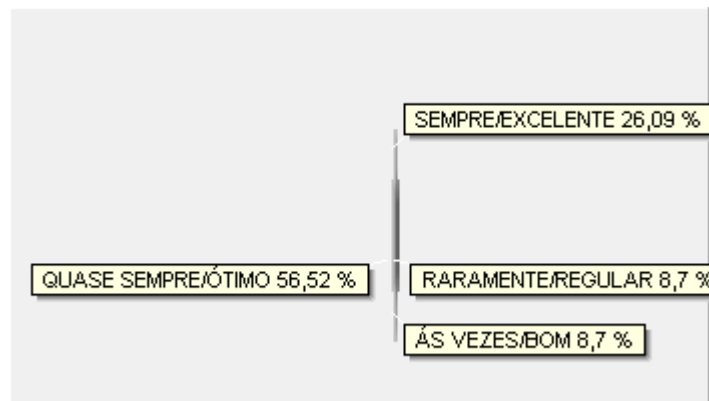 SEMPRE/EXCELENTE 26,09 %
QUASE SEMPRE/ÓTIMO 56,52 %
RARAMENTE/REGULAR 8,7 %
ÁS VEZES/BOM 8,7 %